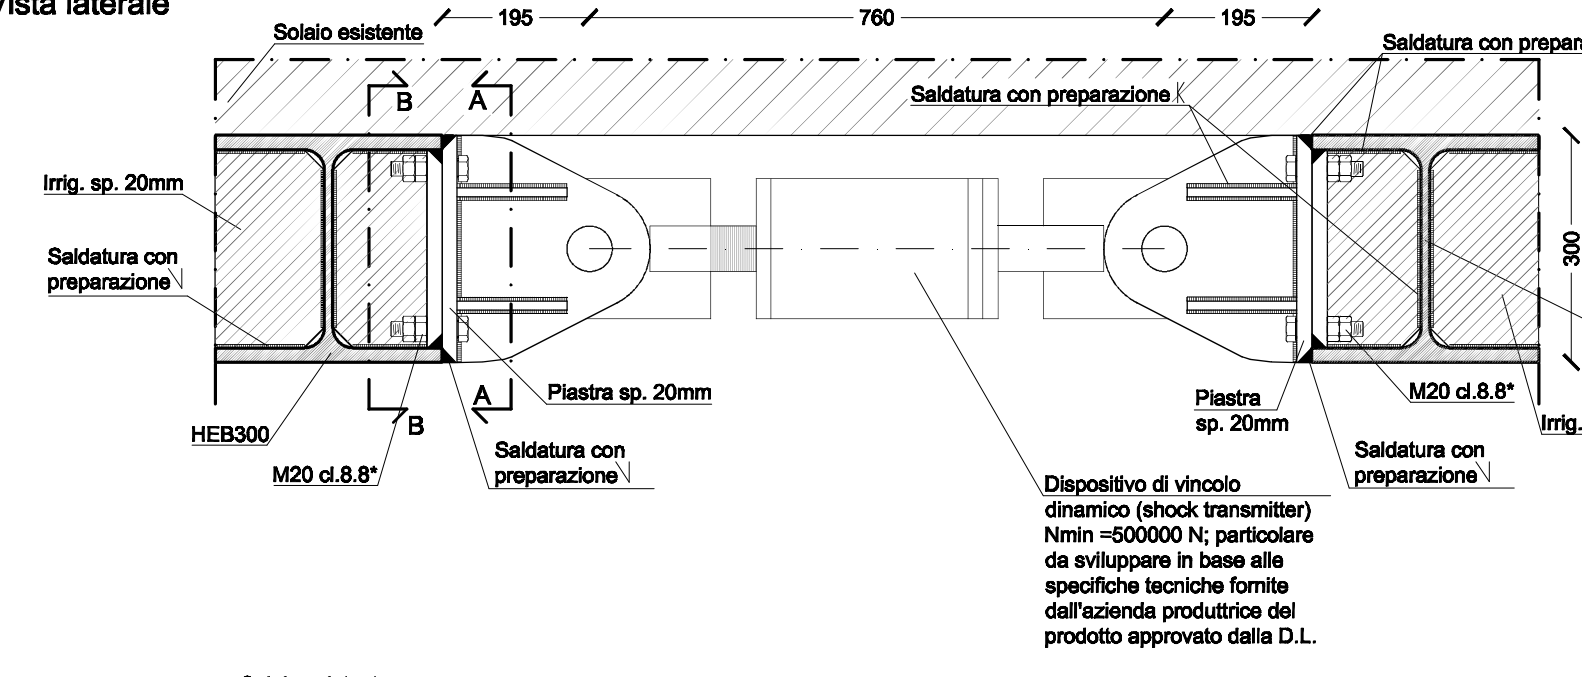 Vista laterale
195
760
195
Solaio esistente
Saldatura con
B
A
Saldatura con preparazione K
Irrig. sp. 20mm
Saldatura con
preparazione V
300
Piastra sp. 20mm
A
B
HEB300
M20 cl.8.8*
Saldatura con
preparazione V
Piastra
sp. 20mm
M20 cl.8.8*
Irrig.
Saldatura con
preparazione V
Dispositivo di vincolo
dinamico (shock transmitter)
Nmin =500000 N; particolare
da sviluppare in base alle
specifiche tecniche fornite
dall'azienda produttrice del
prodotto approvato dalla D.L.